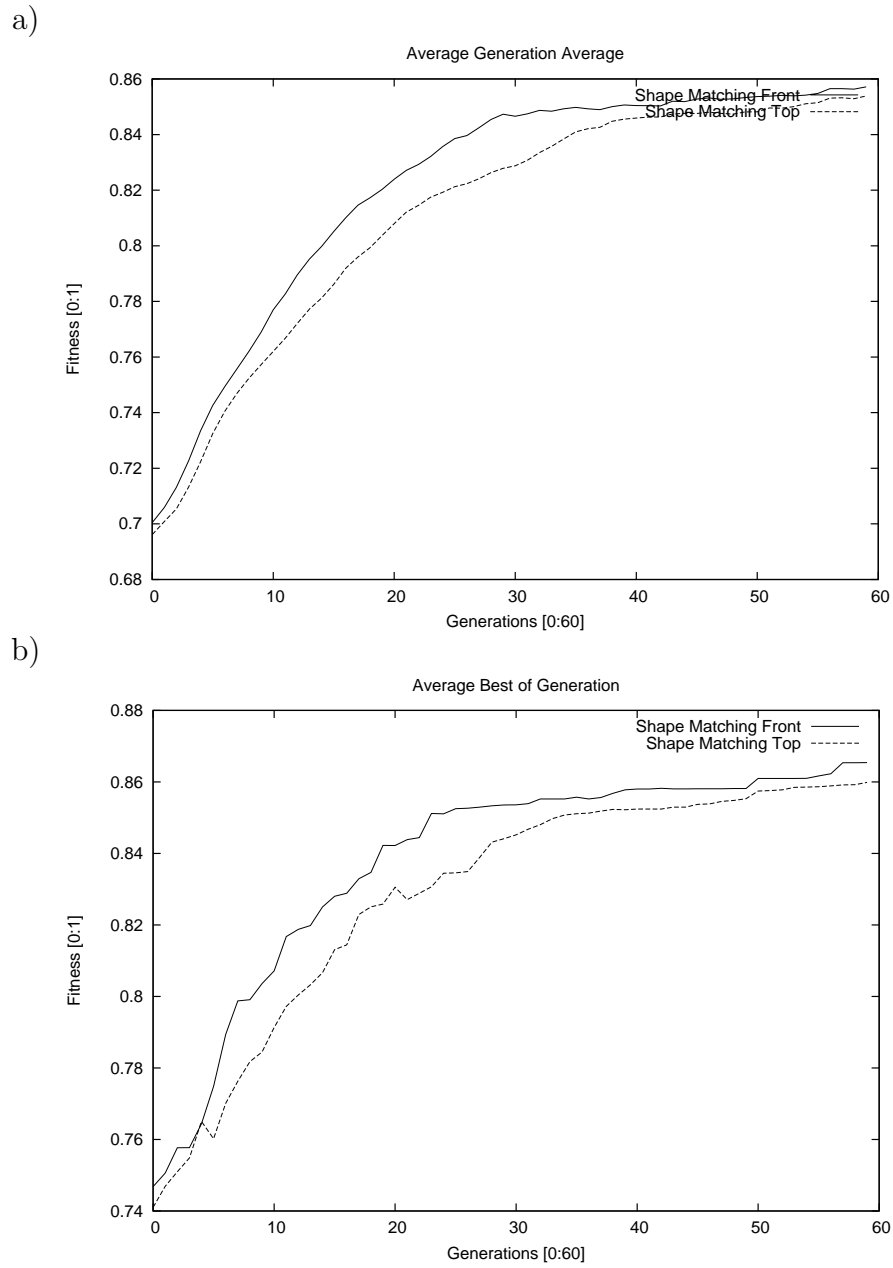 a)
Average Generation Average
0.86
Shape Matching Front
Shape Matching Top
0.84
0.82
0.8
0.78
0.76
0.74
0.72
0.7
0.68
Fitness [0:1]
0 10 20 30 40 50 60
Generations [0:60]
b)
Average Best of Generation
0.88
Shape Matching Front
Shape Matching Top
0.86
0.84
0.82
0.8
0.78
0.76
0.74
Fitness [0:1]
0 10 20 30 40 50 60
Generations [0:60]